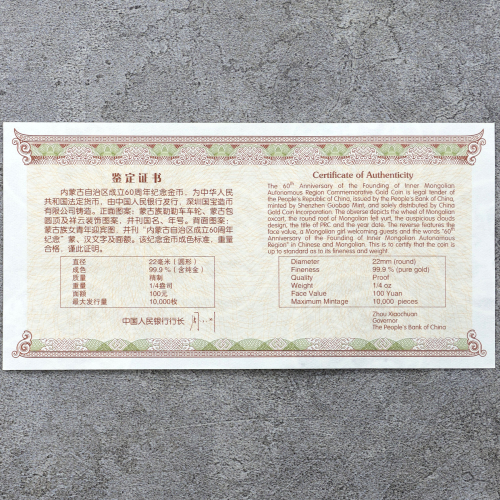 鉴定证书
内蒙古自治区成立60周年纪念金币，为中华人民
共和国法定货币，由中国人民银行发行，深圳国宝造币
有限公司铸造。正面图案：蒙古族勒勒车车轮、蒙古包
圆顶及祥云装饰图案，并刊国名、年号。背面图案：
蒙古族女青年迎宾图，并刊“内蒙古自治区成立60周年
纪念”蒙、汉文字及面额。该纪念金币成色标准，重量
合格，谨此证明。
直径 22毫米（圆形）
成色 99.9%（含纯金）
质量 精制
重量 1/4盎司
面额 100元
最大发行量 10,000枚
中国人民银行行长
Certificate of Authenticity
The 60th Anniversary of the Founding of Inner Mongolian
Autonomous Region Commemorative Gold Coin is legal tender of
the People's Republic of China, issued by the People's Bank of China,
minted by Shenzhen Guobao Mint, and solely distributed by China
Gold Coin Incorporation. The obverse depicts the wheel of Mongolian
oxcart, the round roof of Mongolian felt yurt, the auspicious clouds
design, the title of PRC and the year date. The reverse features the
face value, a Mongolian girl welcoming guests and the words "60th
Anniversary of the Founding of Inner Mongolian Autonomous
Region" in Chinese and Mongolian. This is to certify that the coin is
up to standard as to its fineness and weight.
Diameter 22mm (round)
Fineness 99.9 % (pure gold)
Quality Proof
Weight 1/4 oz
Face Value 100 Yuan
Maximum Mintage 10,000 pieces
Zhou Xiaochuan
Governor
The People's Bank of China